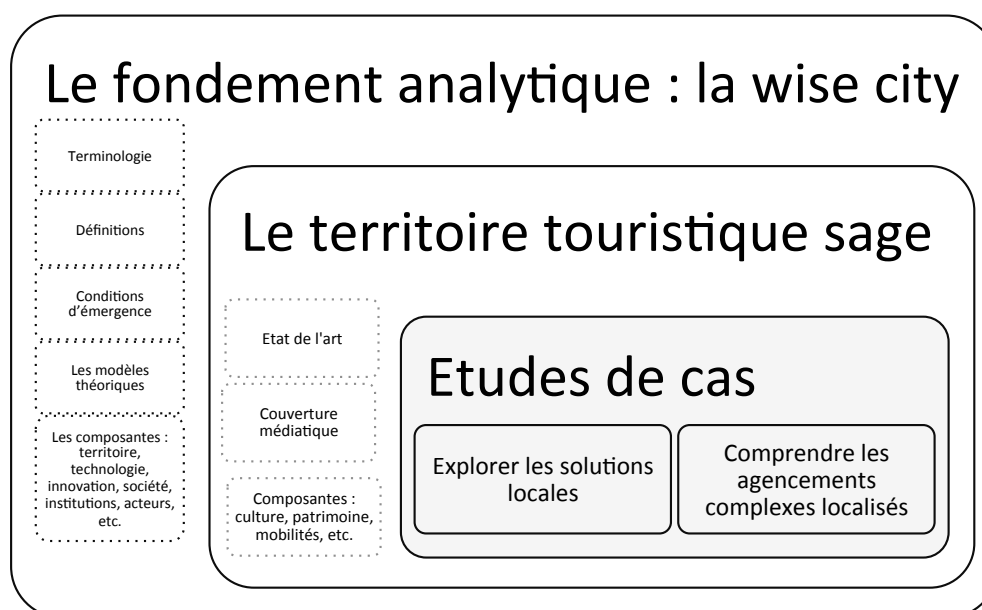 Le fondement analytique : la wise city
Terminologie
Définitions
Conditions
d’émergence
Les modèles
théoriques
Les composantes :
territoire,
technologie,
innovation, société,
institutions, acteurs,
etc.
Le territoire touristique sage
Etat de l'art
Couverture
médiatique
Composantes :
culture, patrimoine,
mobilités, etc.
Etudes de cas
Explorer les solutions
locales
Comprendre les
agencements
complexes localisés